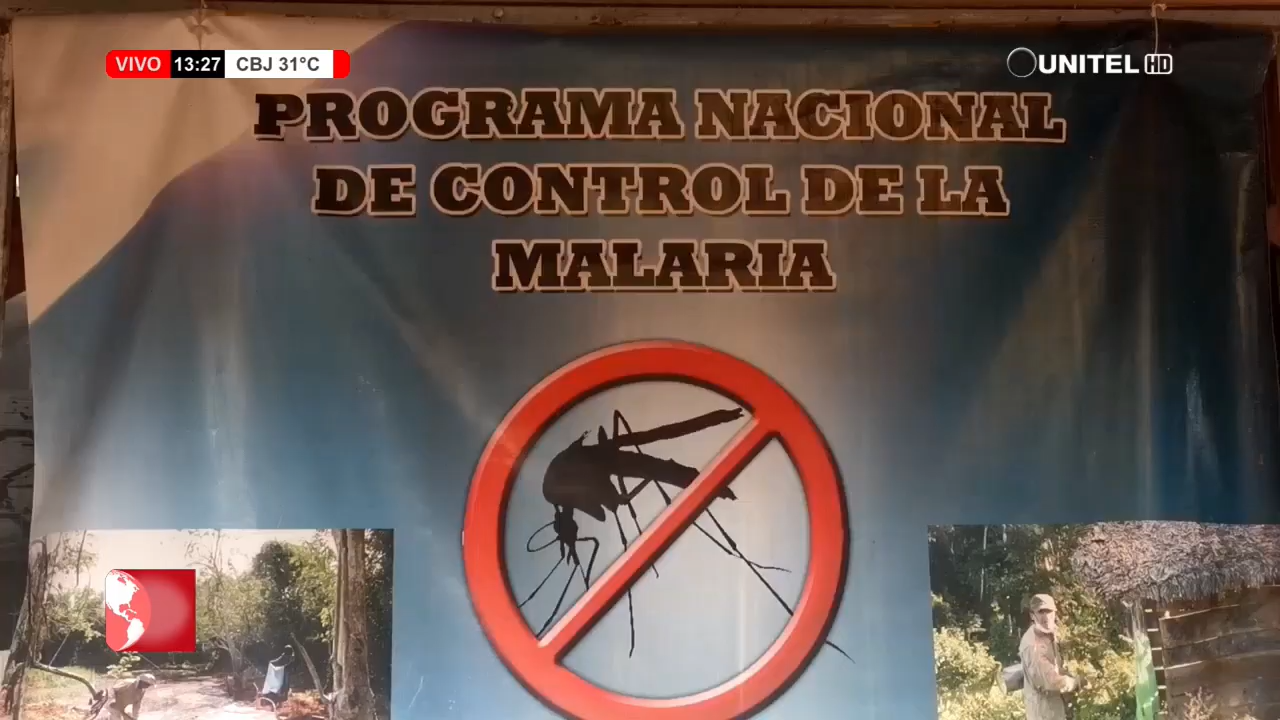 VIVO 13:27 CBJ 31°C
UNITEL HD
PROGRAMA NACIONAL
DE CONTROL DE LA
MALARIA